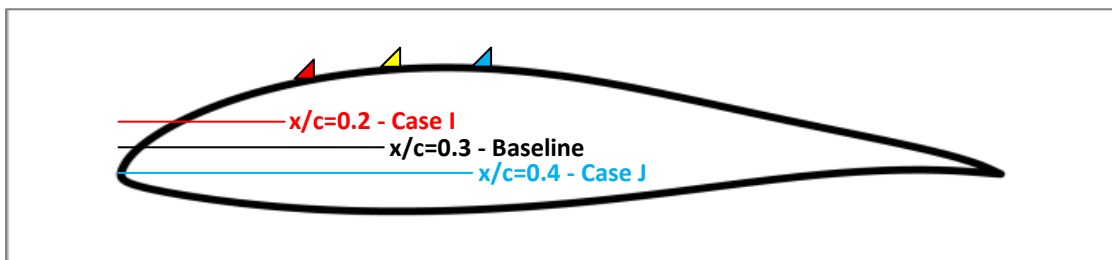 x/c=0.2 - Case I
x/c=0.3 - Baseline
x/c=0.4 - Case J